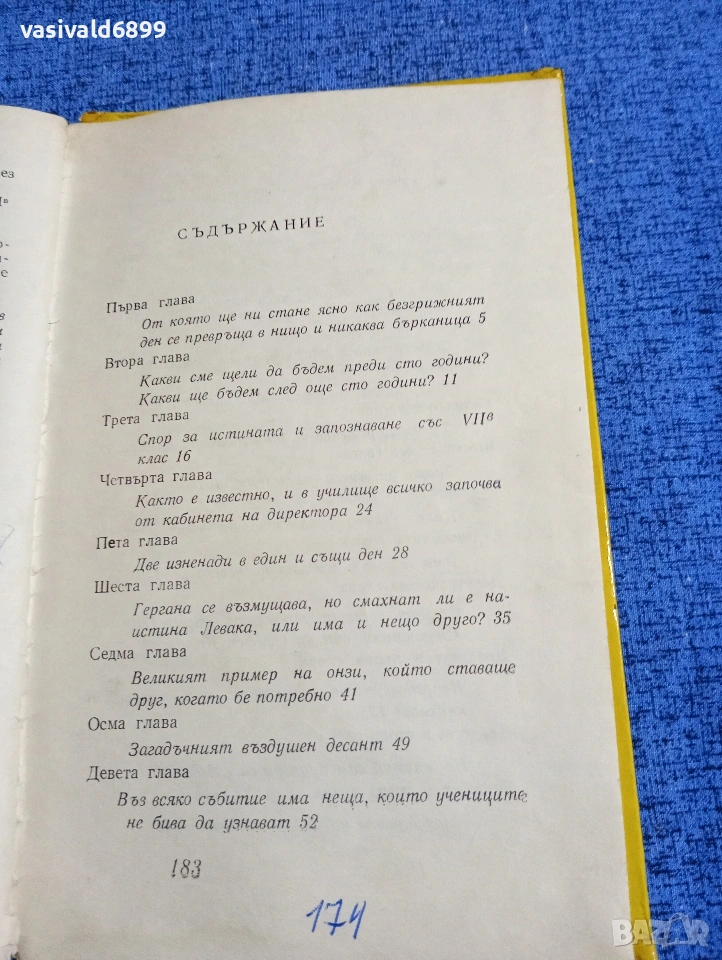 vasivald6899
ез
Iв
р-
и-
е
в
и
и
СЪДЪРЖАНИЕ
Първа глава
От която ще ни стане ясно как безгрижният
ден се превръща в нищо и никаква бърканица 5
Втора глава
Какви сме щели да бъдем преди сто години?
Какви ще бъдем след още сто години? 11
Трета глава
Спор за истината и запознаване със VIIв
клас 16
Четвърта глава
Както е известно, и в училище всичко започва
от кабинета на директора 24
Пета глава
Две изненади в един и същи ден 28
Шеста глава
Гергана се възмущава, но смахнат ли е на-
истина Левака, или има и нещо друго? 35
Седма глава
Великият пример на онзи, който ставаще
друг, когато бе потребно 41
Осма глава
Загадъчният въздушен десант 49
Девета глава
Във всяко събитие има неща, които учениците
не бива да узнават 52
183
174
BAZAR